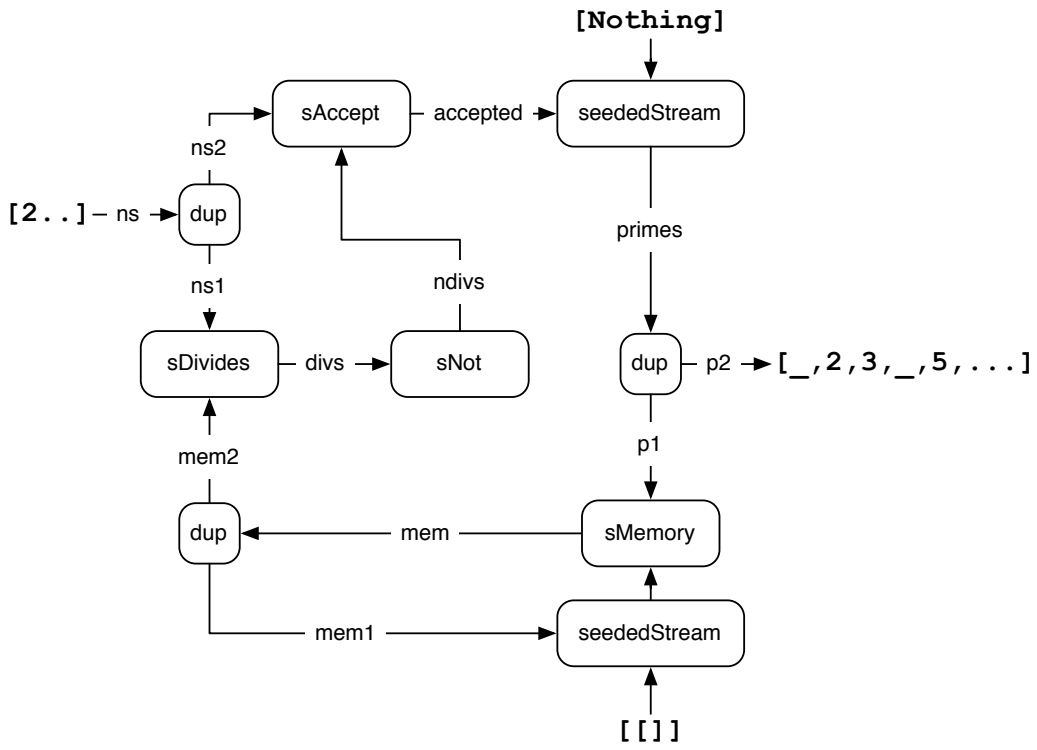 [Nothing]
sAccept
accepted
seededStream
ns2
[2..]
ns
dup
primes
ns1
ndivs
sDivides
divs
sNot
dup
p2
[_,2,3,_,5,...]
p1
mem2
dup
mem
sMemory
mem1
seededStream
[[]]